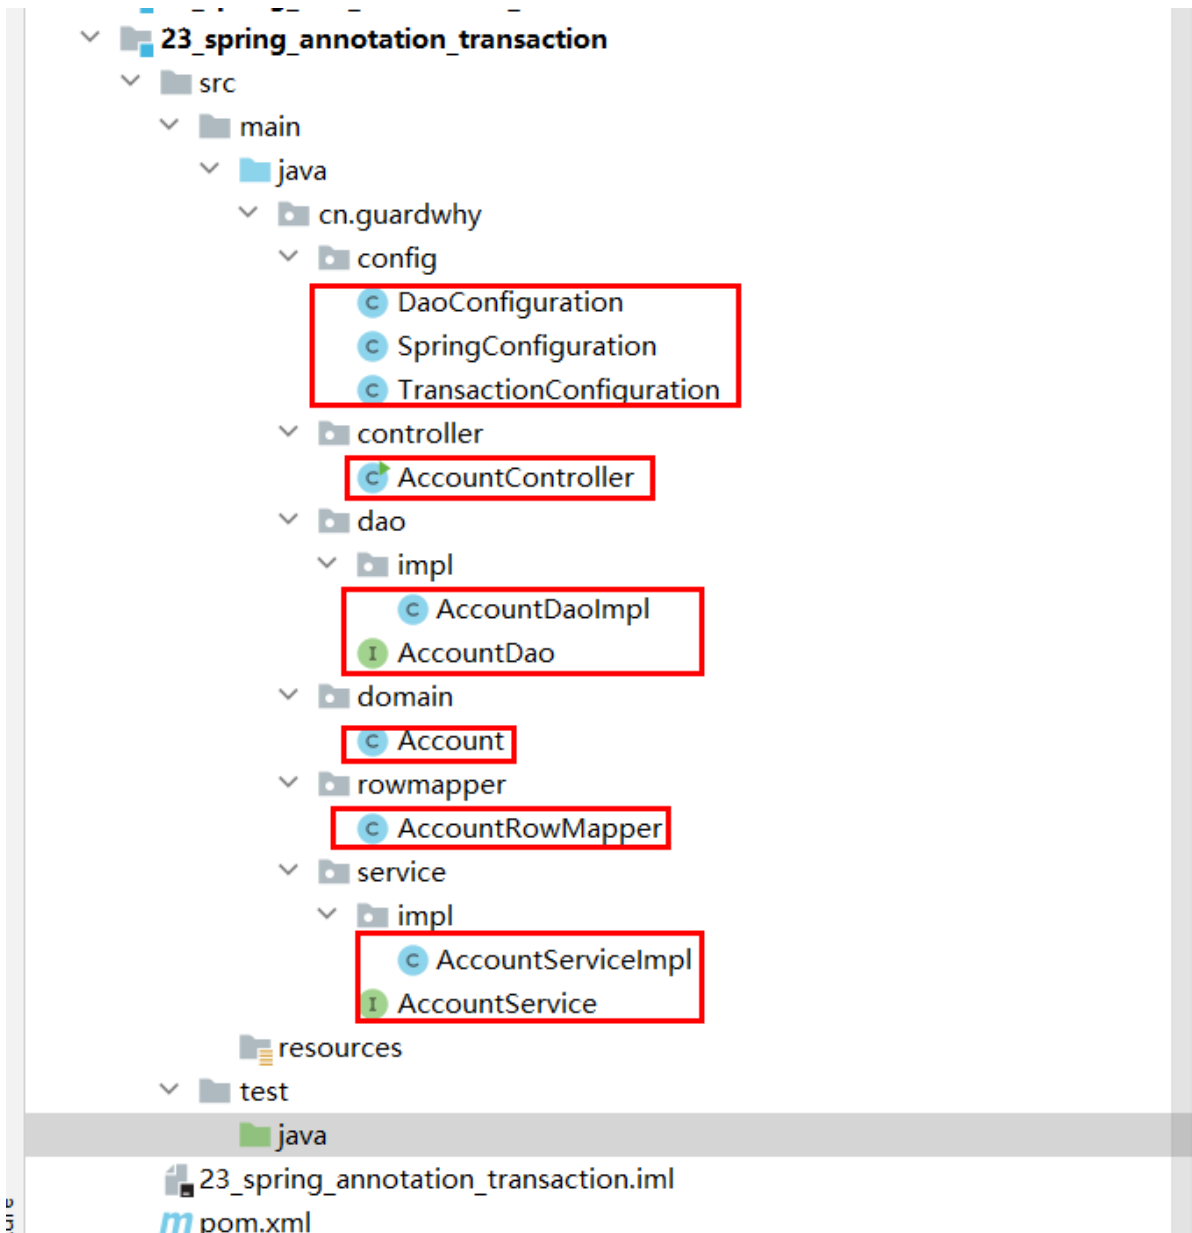 23_spring_annotation_transaction
src
main
java
cn.guardwhy
config
DaoConfiguration
SpringConfiguration
TransactionConfiguration
controller
AccountController
dao
impl
AccountDaoImpl
AccountDao
domain
Account
rowmapper
AccountRowMapper
service
impl
AccountServiceImpl
AccountService
resources
test
java
23_spring_annotation_transaction.iml
pom.xml